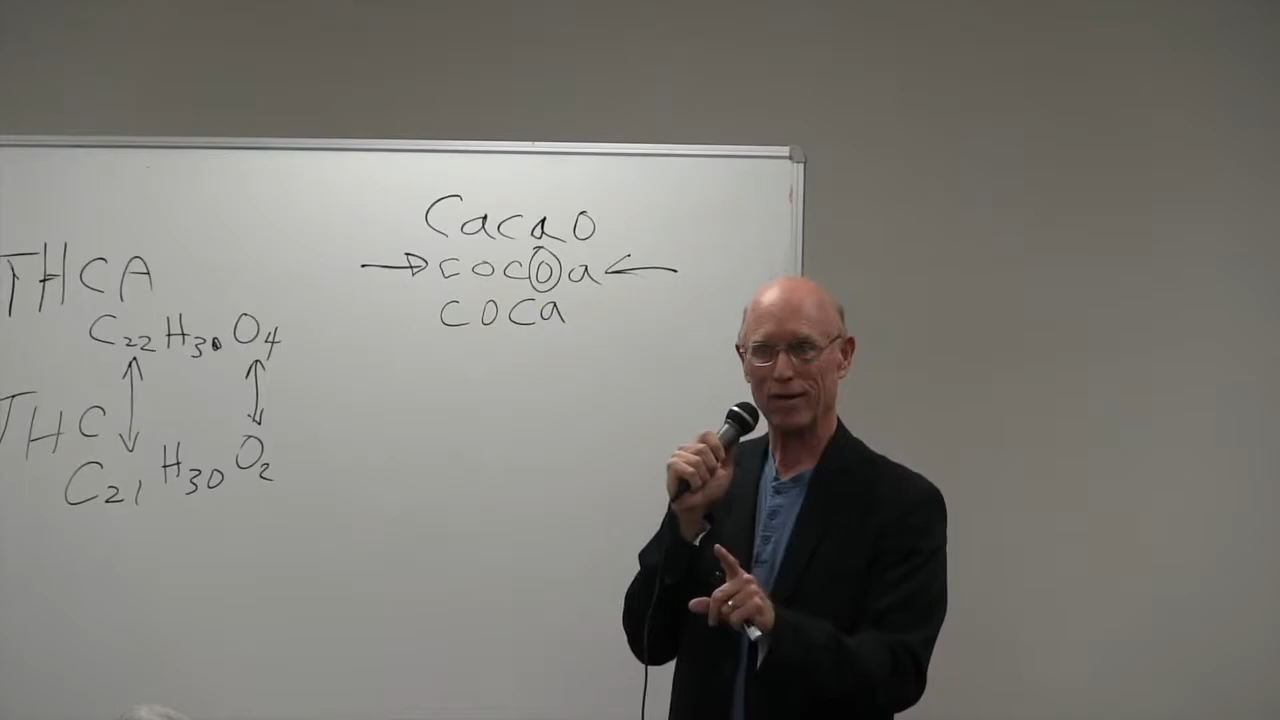 THCA
C22H30O4
THC
C21H30O2
Cacao
→cocoa←
coca